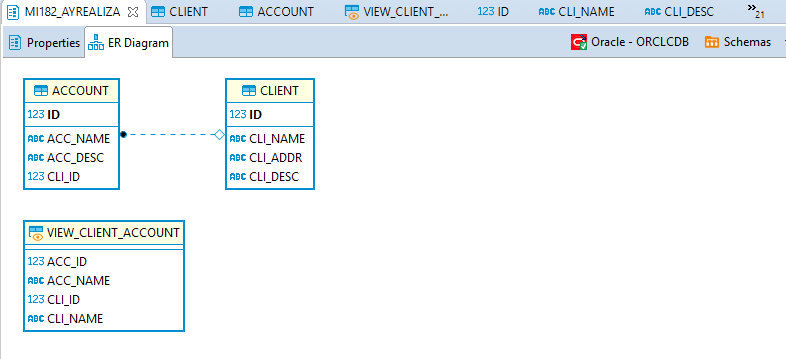 MI182_AYREALIZA CLIENT ACCOUNT VIEW_CLIENT_... 123 ID ABC CLI_NAME ABC CLI_DESC » 21
Properties ER Diagram Oracle - ORCLCDB Schemas
ACCOUNT
123 ID
ABC ACC_NAME
ABC ACC_DESC
123 CLI_ID
CLIENT
123 ID
ABC CLI_NAME
ABC CLI_ADDR
ABC CLI_DESC
VIEW_CLIENT_ACCOUNT
123 ACC_ID
ABC ACC_NAME
123 CLI_ID
ABC CLI_NAME